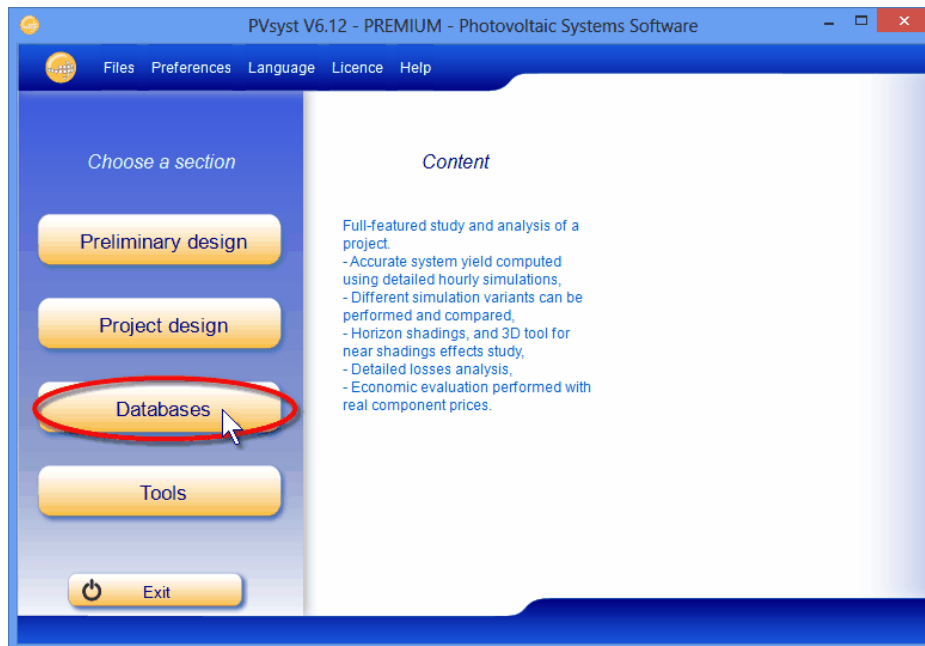 PVsyst V6.12 - PREMIUM - Photovoltaic Systems Software
Files Preferences Language Licence Help
Choose a section
Preliminary design
Project design
Databases
Tools
Exit
Content
Full-featured study and analysis of a
project.
- Accurate system yield computed
using detailed hourly simulations,
- Different simulation variants can be
performed and compared,
- Horizon shadings, and 3D tool for
near shadings effects study,
- Detailed losses analysis,
- Economic evaluation performed with
real component prices.